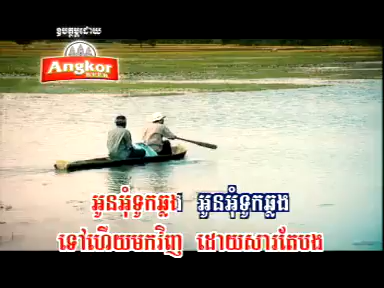 ឧបត្ថម្ភដោយ
Angkor
BEER
អូនអុំទូកឆ្លង អូនអុំទូកឆ្លង
ទៅហើយមកវិញ ដោយសារតែបង